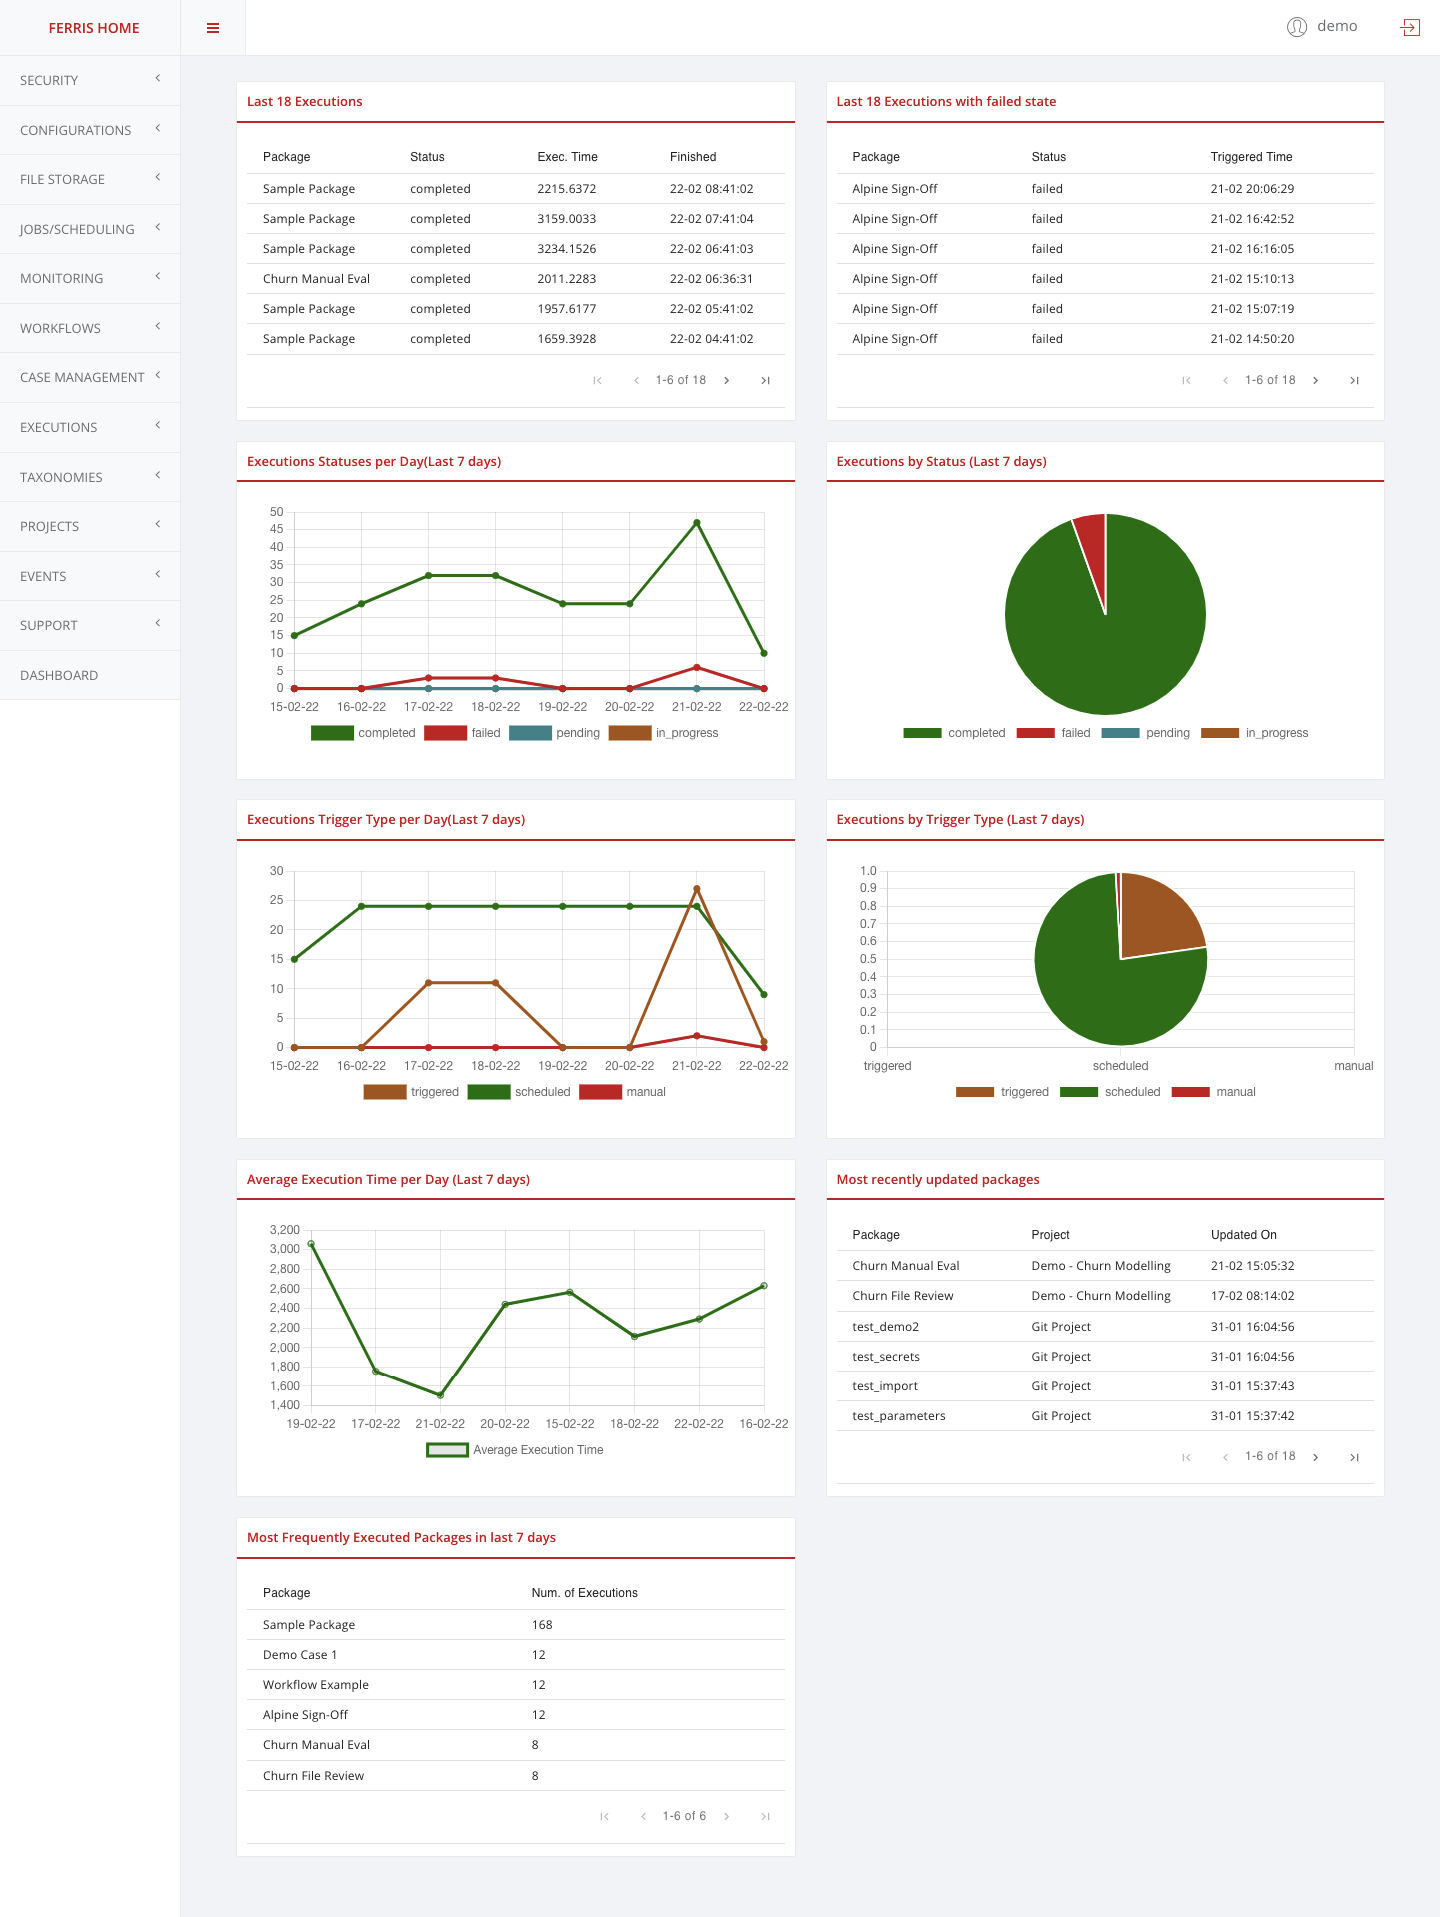 FERRIS HOME
demo
SECURITY
CONFIGURATIONS
FILE STORAGE
JOBS/SCHEDULING
MONITORING
WORKFLOWS
CASE MANAGEMENT
EXECUTIONS
TAXONOMIES
PROJECTS
EVENTS
SUPPORT
DASHBOARD
Last 18 Executions
Package Status Exec. Time Finished
Sample Package completed 2215.6372 22-02 08:41:02
Sample Package completed 3159.0033 22-02 07:41:04
Sample Package completed 3234.1526 22-02 06:41:03
Churn Manual Eval completed 2011.2283 22-02 06:36:31
Sample Package completed 1957.6177 22-02 05:41:02
Sample Package completed 1659.3928 22-02 04:41:02
1-6 of 18
Last 18 Executions with failed state
Package Status Triggered Time
Alpine Sign-Off failed 21-02 20:06:29
Alpine Sign-Off failed 21-02 16:42:52
Alpine Sign-Off failed 21-02 16:16:05
Alpine Sign-Off failed 21-02 15:10:13
Alpine Sign-Off failed 21-02 15:07:19
Alpine Sign-Off failed 21-02 14:50:20
1-6 of 18
Executions Statuses per Day(Last 7 days)
50
45
40
35
30
25
20
15
10
5
0
15-02-22 16-02-22 17-02-22 18-02-22 19-02-22 20-02-22 21-02-22 22-02-22
completed failed pending in_progress
Executions by Status (Last 7 days)
completed failed pending in_progress
Executions Trigger Type per Day(Last 7 days)
30
25
20
15
10
5
0
15-02-22 16-02-22 17-02-22 18-02-22 19-02-22 20-02-22 21-02-22 22-02-22
triggered scheduled manual
Executions by Trigger Type (Last 7 days)
1.0
0.9
0.8
0.7
0.6
0.5
0.4
0.3
0.2
0.1
0
triggered scheduled manual
triggered scheduled manual
Average Execution Time per Day (Last 7 days)
3,200
3,000
2,800
2,600
2,400
2,200
2,000
1,800
1,600
1,400
19-02-22 17-02-22 21-02-22 20-02-22 15-02-22 18-02-22 22-02-22 16-02-22
Average Execution Time
Most recently updated packages
Package Project Updated On
Churn Manual Eval Demo - Churn Modelling 21-02 15:05:32
Churn File Review Demo - Churn Modelling 17-02 08:14:02
test_demo2 Git Project 31-01 16:04:56
test_secrets Git Project 31-01 16:04:56
test_import Git Project 31-01 15:37:43
test_parameters Git Project 31-01 15:37:42
1-6 of 18
Most Frequently Executed Packages in last 7 days
Package Num. of Executions
Sample Package 168
Demo Case 1 12
Workflow Example 12
Alpine Sign-Off 12
Churn Manual Eval 8
Churn File Review 8
1-6 of 6